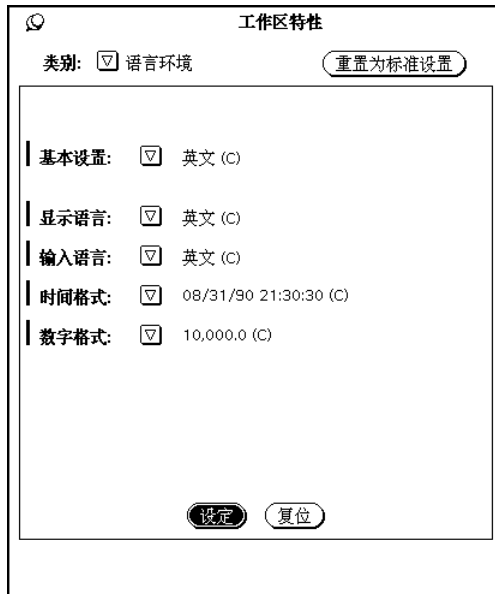 工作区特性
类别: 语言环境 重置为标准设置
基本设置: 英文 (C)
显示语言: 英文 (C)
输入语言: 英文 (C)
时间格式: 08/31/90 21:30:30 (C)
数字格式: 10,000.0 (C)
设定 复位